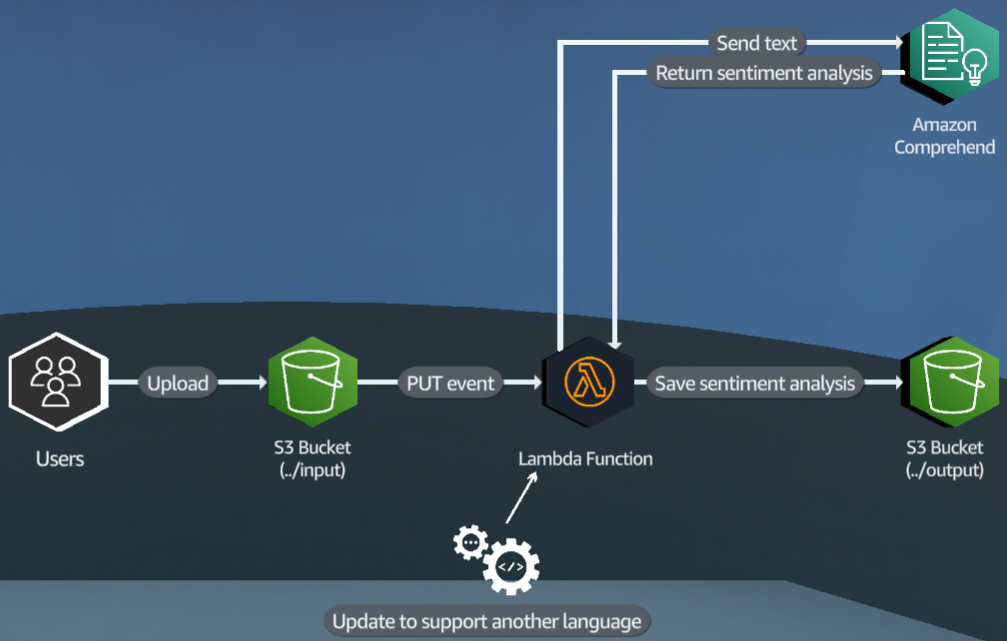 Send text
Return sentiment analysis
Amazon
Comprehend
Upload
PUT event
Save sentiment analysis
Users
S3 Bucket
(../input)
Lambda Function
S3 Bucket
(../output)
</>
Update to support another language